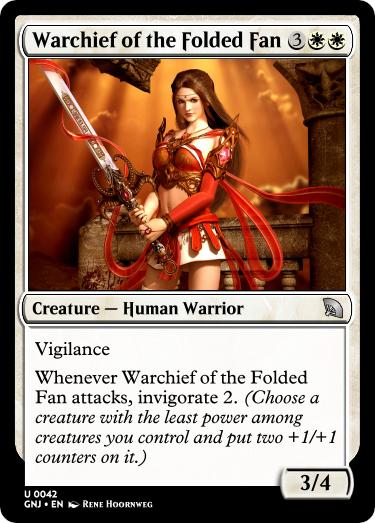 Warchief of the Folded Fan 3
Creature — Human Warrior
Vigilance
Whenever Warchief of the Folded
Fan attacks, invigorate 2. (Choose a
creature with the least power among
creatures you control and put two +1/+1
counters on it.)
3/4
U 0042
GNJ • EN Rene Hoornweg